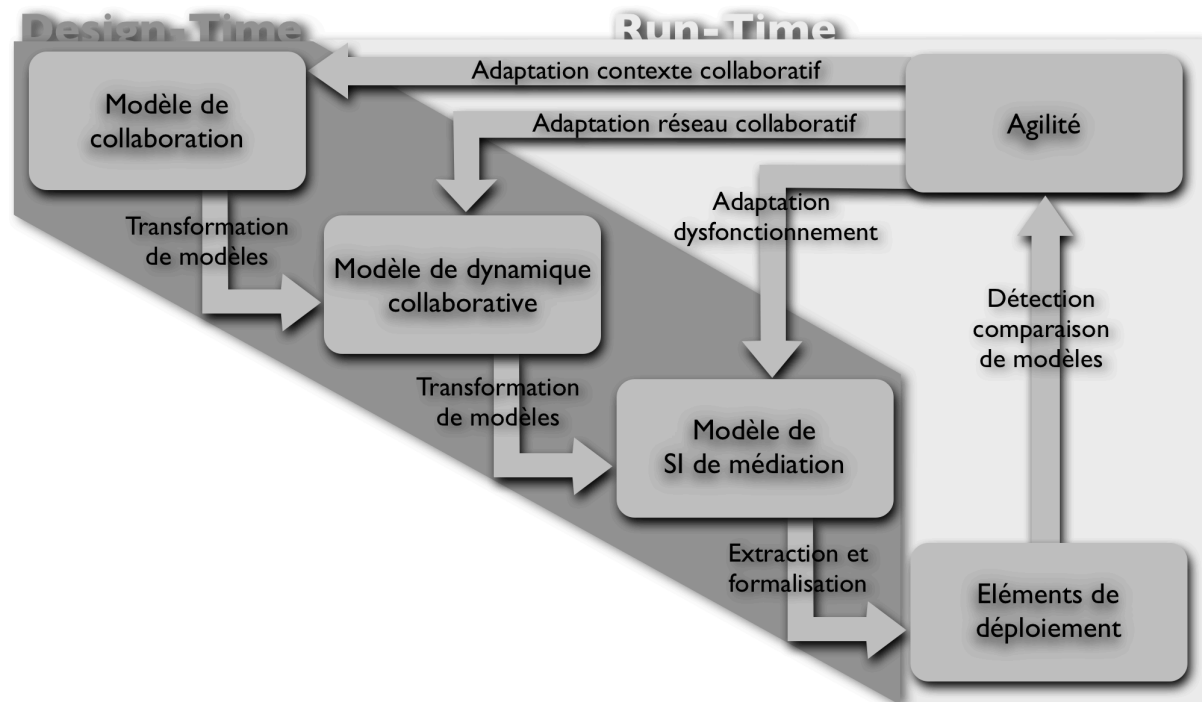 Design-Time
Run-Time
Modèle de
collaboration
Adaptation contexte collaboratif
Agilité
Adaptation réseau collaboratif
Transformation
de modèles
Adaptation
dysfonctionnement
Modèle de dynamique
collaborative
Détection
comparaison
de modèles
Transformation
de modèles
Modèle de
SI de médiation
Extraction et
formalisation
Eléments de
déploiement